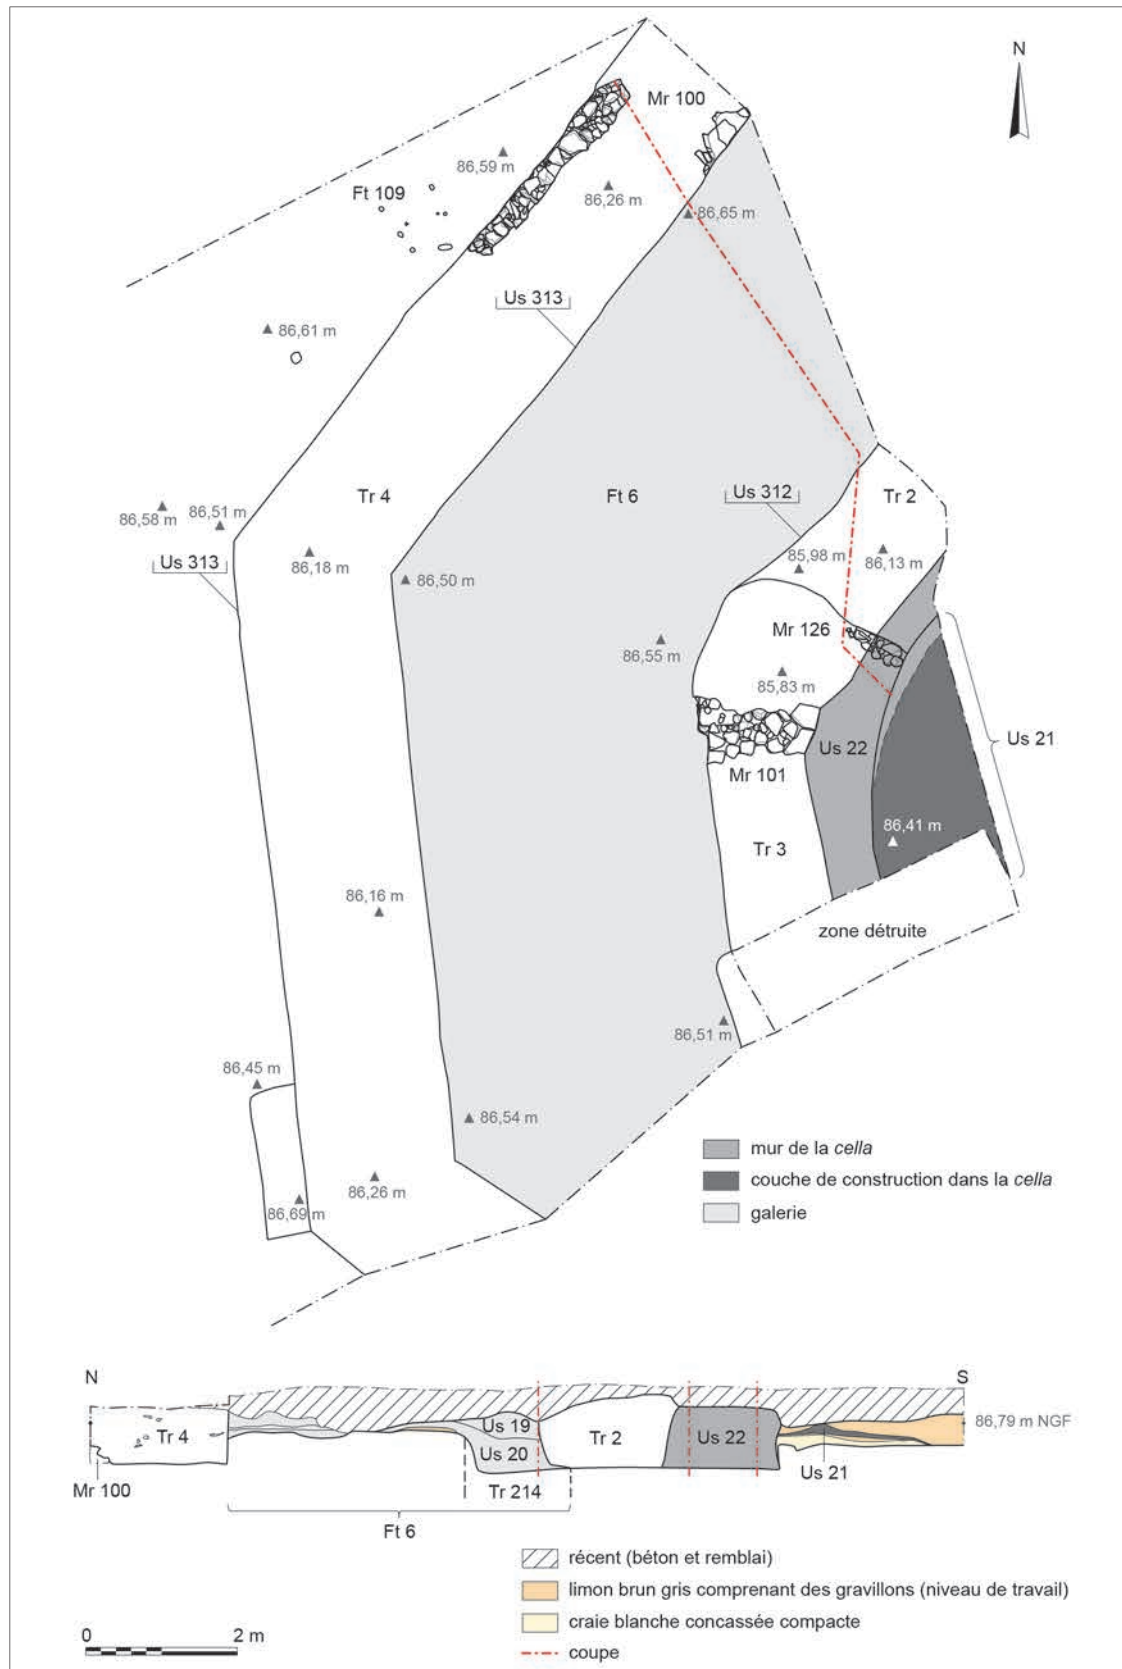 N
Mr 100
86,59 m
Ft 109
86,26 m
86,65 m
Us 313
86,61 m
Us 312
Tr 4
Ft 6
Tr 2
86,58 m
86,51 m
Us 313
86,18 m
86,50 m
85,98 m
86,13 m
Mr 126
86,55 m
85,83 m
Us 22
Us 21
Mr 101
86,41 m
Tr 3
86,16 m
zone détruite
86,51 m
86,45 m
86,54 m
86,26 m
86,69 m
mur de la cella
couche de construction dans la cella
galerie
N
S
Tr 4
Us 19
Us 20
Tr 2
Us 22
86,79 m NGF
Us 21
Mr 100
Tr 214
Ft 6
récent (béton et remblai)
limon brun gris comprenant des gravillons (niveau de travail)
craie blanche concassée compacte
coupe
0
2 m